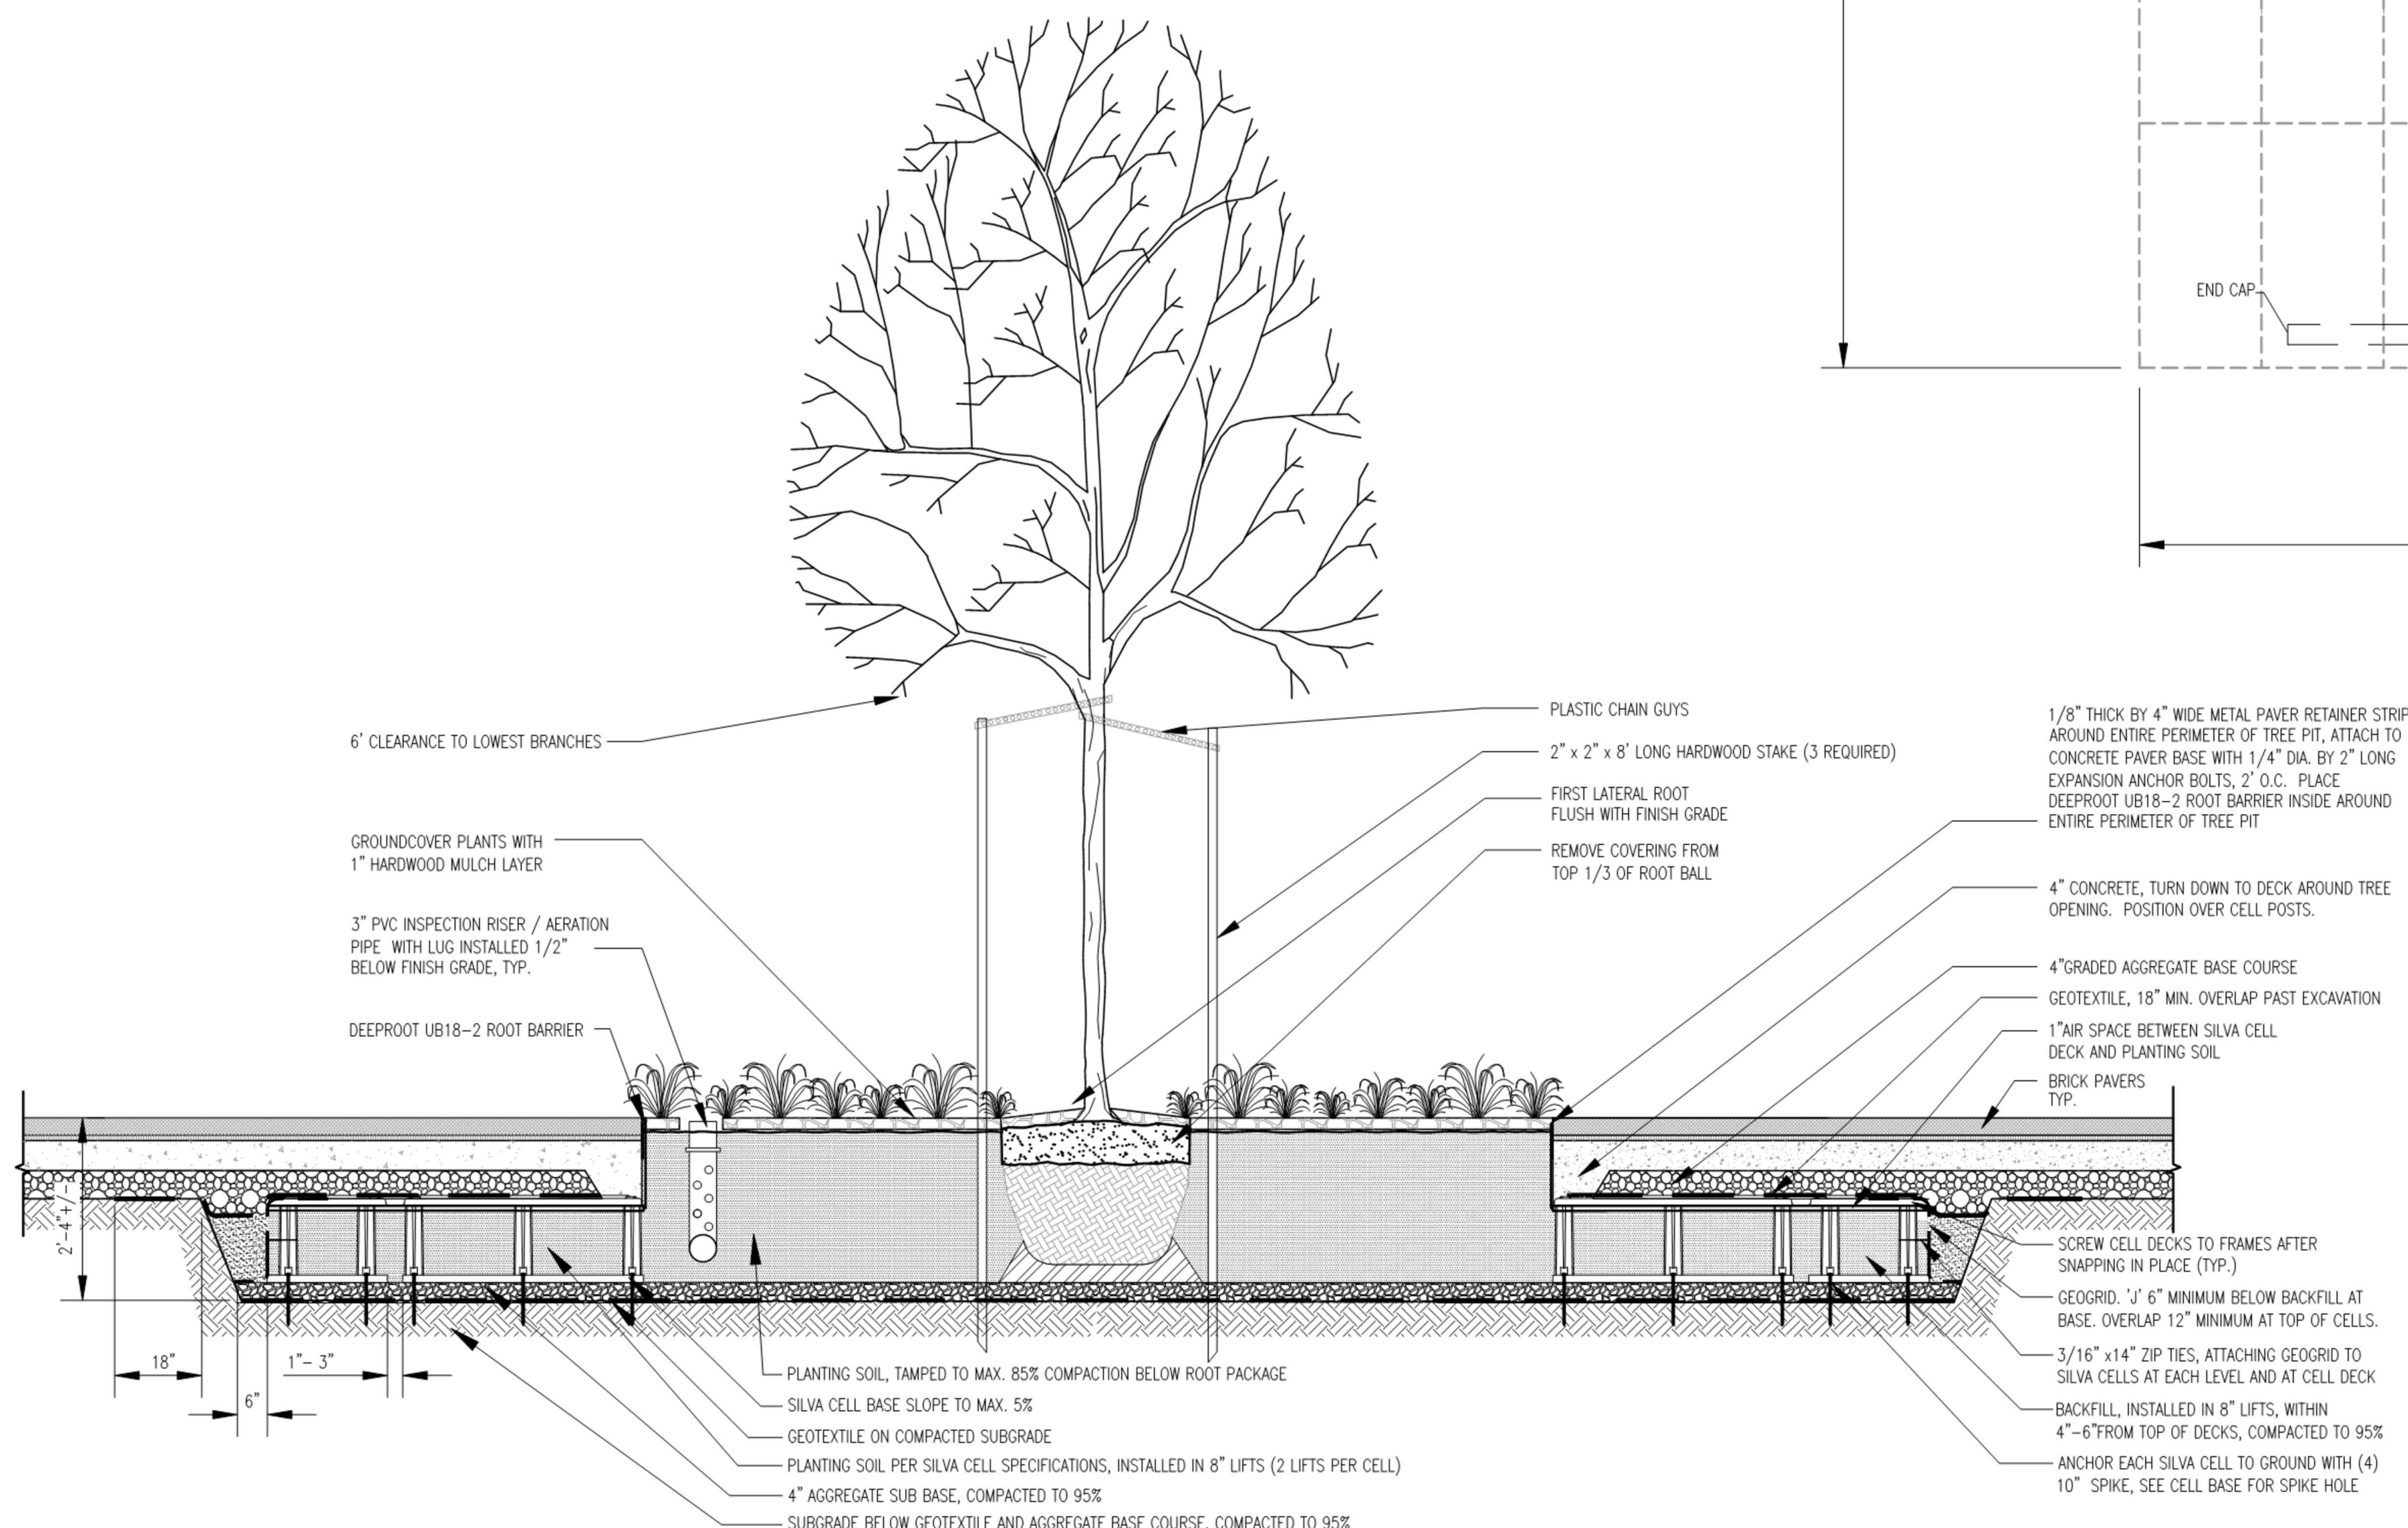 END CAP
6' CLEARANCE TO LOWEST BRANCHES
GROUNDCOVER PLANTS WITH
1" HARDWOOD MULCH LAYER
3" PVC INSPECTION RISER / AERATION
PIPE WITH LUG INSTALLED 1/2"
BELOW FINISH GRADE, TYP.
DEEPROOT UB18-2 ROOT BARRIER
PLASTIC CHAIN GUYS
2" x 2" x 8' LONG HARDWOOD STAKE (3 REQUIRED)
FIRST LATERAL ROOT
FLUSH WITH FINISH GRADE
REMOVE COVERING FROM
TOP 1/3 OF ROOT BALL
1/8" THICK BY 4" WIDE METAL PAVER RETAINER STRIP
AROUND ENTIRE PERIMETER OF TREE PIT, ATTACH TO
CONCRETE PAVER BASE WITH 1/4" DIA. BY 2" LONG
EXPANSION ANCHOR BOLTS, 2' O.C. PLACE
DEEPROOT UB18-2 ROOT BARRIER INSIDE AROUND
ENTIRE PERIMETER OF TREE PIT
4" CONCRETE, TURN DOWN TO DECK AROUND TREE
OPENING. POSITION OVER CELL POSTS.
4"GRADED AGGREGATE BASE COURSE
GEOTEXTILE, 18" MIN. OVERLAP PAST EXCAVATION
1"AIR SPACE BETWEEN SILVA CELL
DECK AND PLANTING SOIL
BRICK PAVERS
TYP.
SCREW CELL DECKS TO FRAMES AFTER
SNAPPING IN PLACE (TYP.)
GEOGRID. 'J' 6" MINIMUM BELOW BACKFILL AT
BASE. OVERLAP 12" MINIMUM AT TOP OF CELLS.
3/16" x14" ZIP TIES, ATTACHING GEOGRID TO
SILVA CELLS AT EACH LEVEL AND AT CELL DECK
BACKFILL, INSTALLED IN 8" LIFTS, WITHIN
4"-6"FROM TOP OF DECKS, COMPACTED TO 95%
ANCHOR EACH SILVA CELL TO GROUND WITH (4)
10" SPIKE, SEE CELL BASE FOR SPIKE HOLE
2'-4"+/-
18"
6"
1"- 3"
PLANTING SOIL, TAMPED TO MAX. 85% COMPACTION BELOW ROOT PACKAGE
SILVA CELL BASE SLOPE TO MAX. 5%
GEOTEXTILE ON COMPACTED SUBGRADE
PLANTING SOIL PER SILVA CELL SPECIFICATIONS, INSTALLED IN 8" LIFTS (2 LIFTS PER CELL)
4" AGGREGATE SUB BASE, COMPACTED TO 95%
SUBGRADE BELOW GEOTEXTILE AND AGGREGATE BASE COURSE, COMPACTED TO 95%